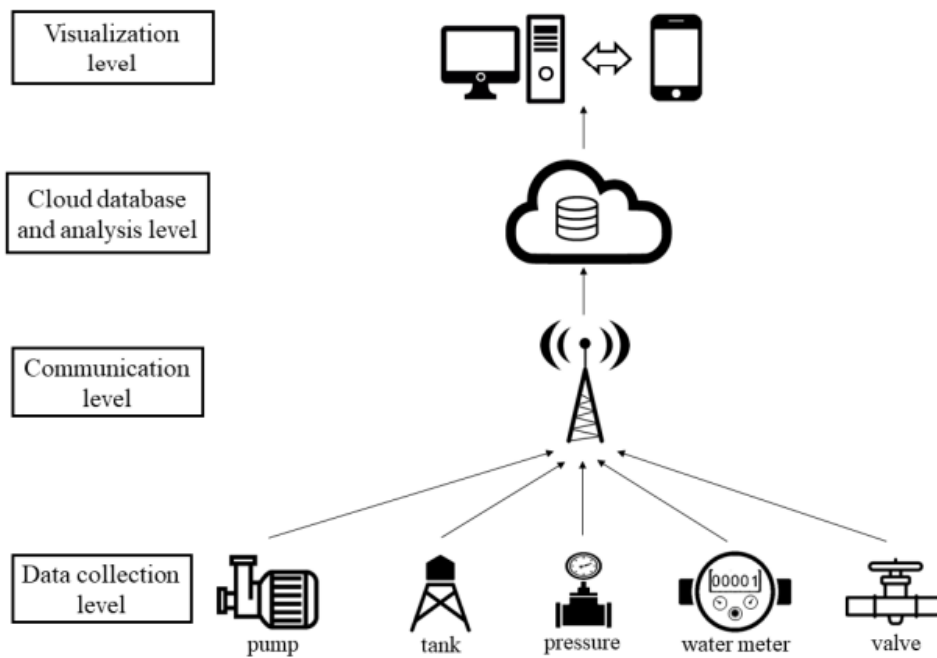 Visualization
level
Cloud database
and analysis level
Communication
level
Data collection
level
00001
pump
tank
pressure
water meter
valve